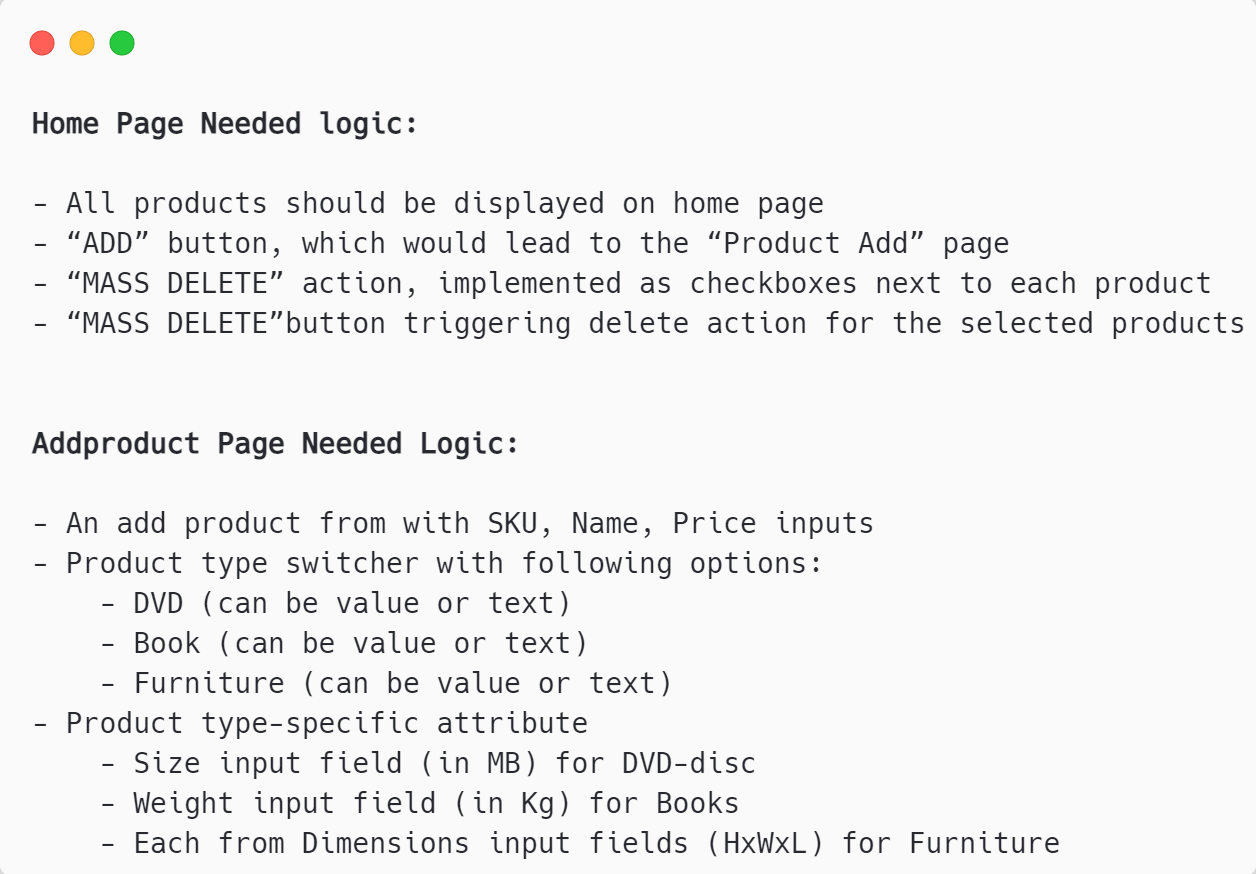 Home Page Needed logic:
- All products should be displayed on home page
- “ADD” button, which would lead to the “Product Add” page
- “MASS DELETE” action, implemented as checkboxes next to each product
- “MASS DELETE”button triggering delete action for the selected products
Addproduct Page Needed Logic:
- An add product from with SKU, Name, Price inputs
- Product type switcher with following options:
- DVD (can be value or text)
- Book (can be value or text)
- Furniture (can be value or text)
- Product type-specific attribute
- Size input field (in MB) for DVD-disc
- Weight input field (in Kg) for Books
- Each from Dimensions input fields (HxWxL) for Furniture